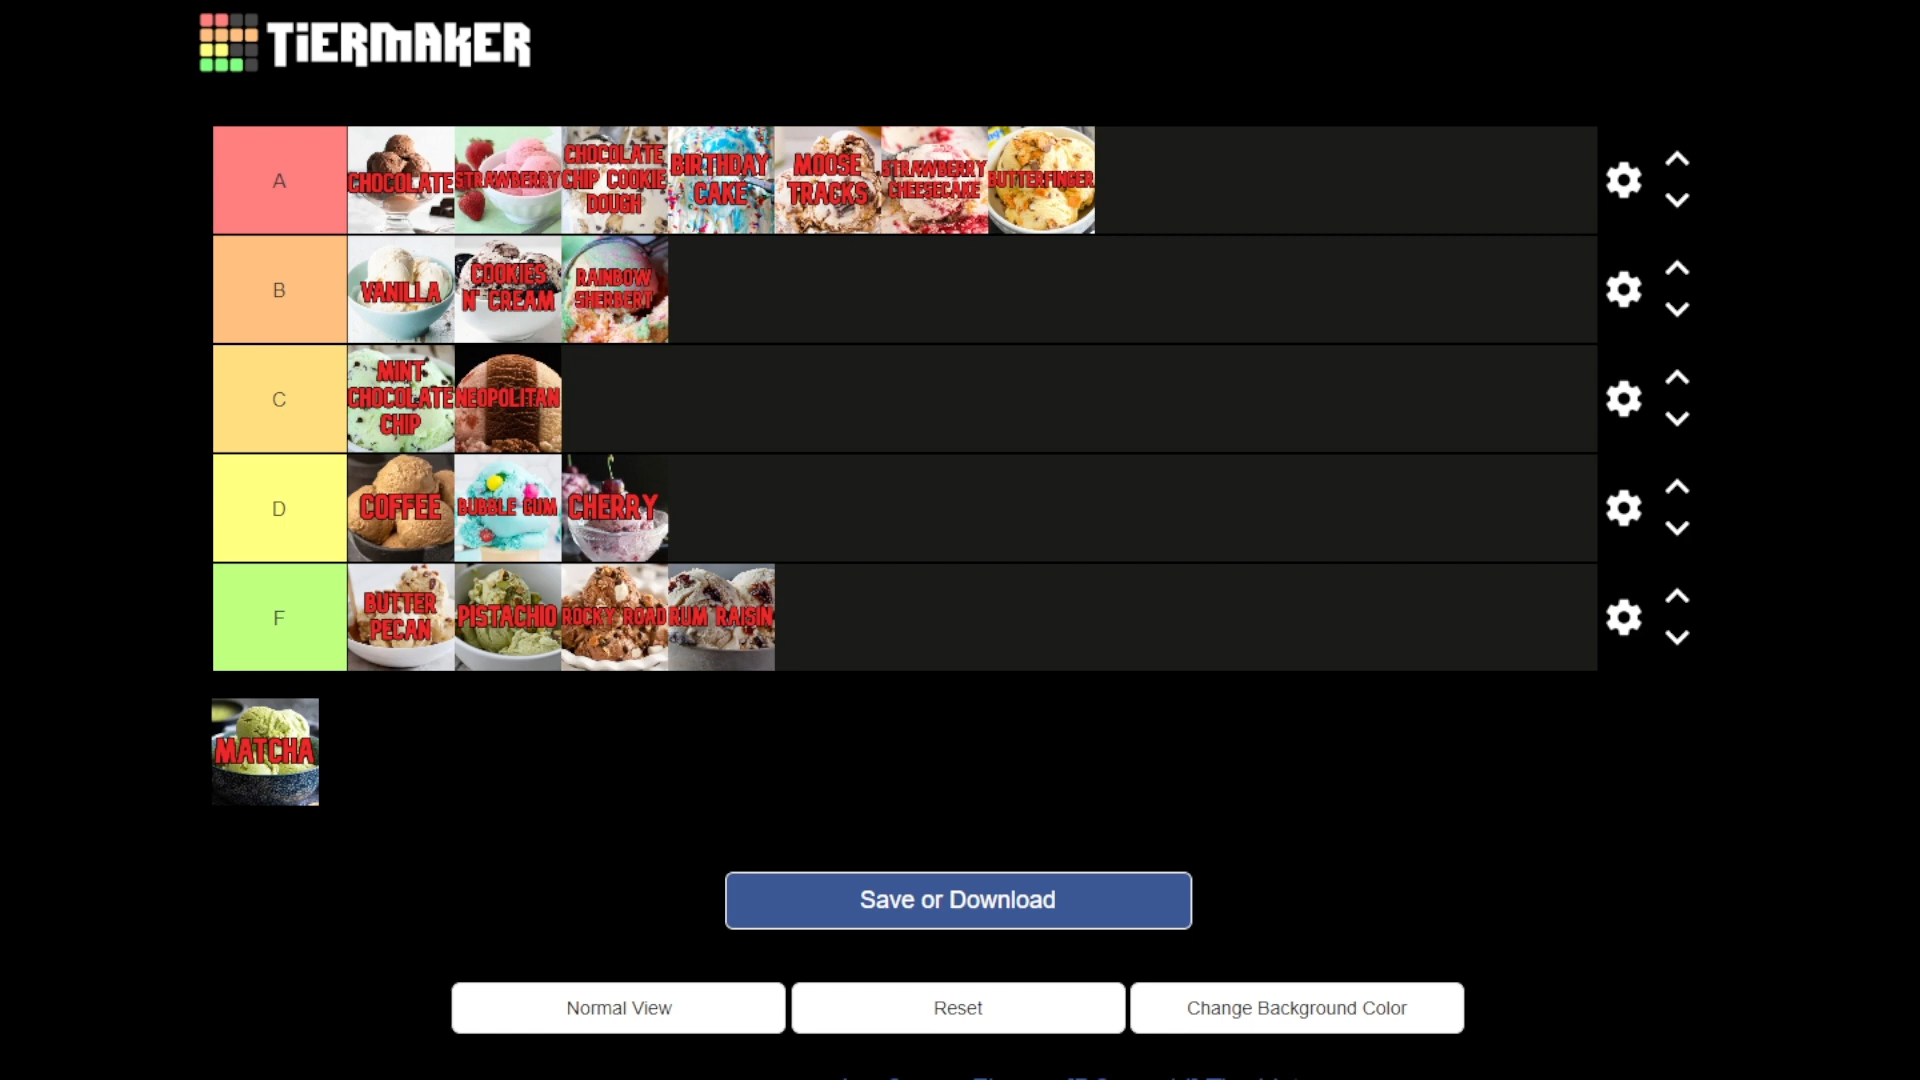 TiERMAKER
A
CHOCOLATE
STRAWBERRY
CHOCOLATE
CHIP COOKIE
DOUGH
BIRTHDAY
CAKE
MOOSE
TRACKS
STRAWBERRY
CHEESECAKE
BUTTERFINGER
B
VANILLA
COOKIES
N' CREAM
RAINBOW
SHERBERT
C
MINT
CHOCOLATE
CHIP
NEOPOLITAN
D
COFFEE
BUBBLE GUM
CHERRY
F
BUTTER
PECAN
PISTACHIO
ROCKY ROAD
RUM RAISIN
MATCHA
Save or Download
Normal View
Reset
Change Background Color